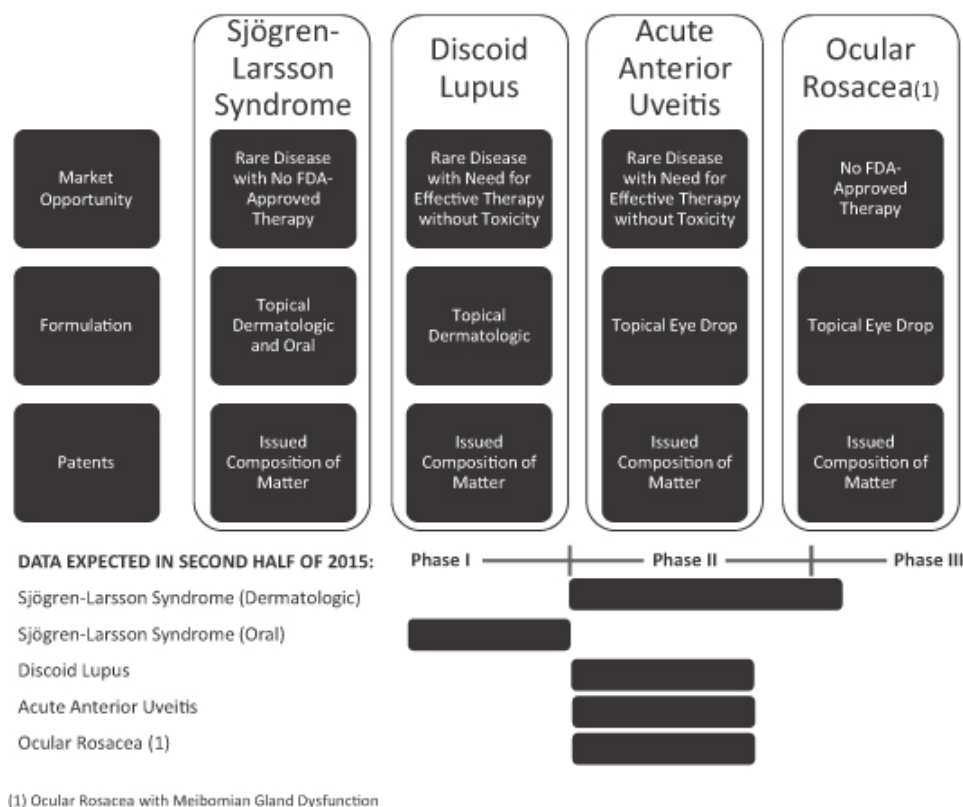 Sjögren-
Larsson
Syndrome
Discoid
Lupus
Acute
Anterior
Uveitis
Ocular
Rosacea(1)
Market
Opportunity
Rare Disease
with No FDA-
Approved
Therapy
Rare Disease
with Need for
Effective Therapy
without Toxicity
Rare Disease
with Need for
Effective Therapy
without Toxicity
No FDA-
Approved
Therapy
Formulation
Topical
Dermatologic
and Oral
Topical
Dermatologic
Topical Eye Drop
Topical Eye Drop
Patents
Issued
Composition of
Matter
Issued
Composition of
Matter
Issued
Composition of
Matter
Issued
Composition of
Matter
DATA EXPECTED IN SECOND HALF OF 2015:
Phase I
Phase II
Phase III
Sjögren-Larsson Syndrome (Dermatologic)
Sjögren-Larsson Syndrome (Oral)
Discoid Lupus
Acute Anterior Uveitis
Ocular Rosacea (1)
(1) Ocular Rosacea with Meibomian Gland Dysfunction